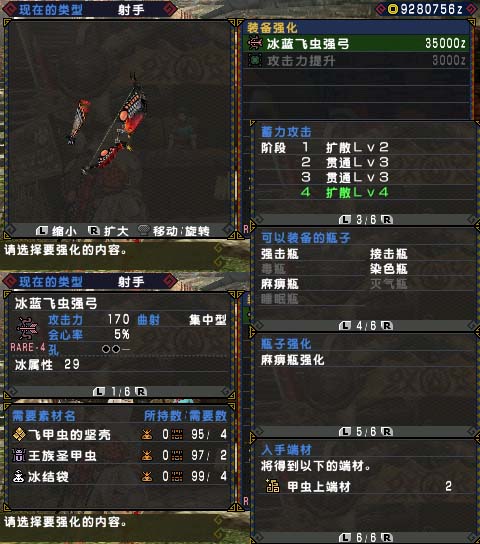 现在的类型 射手
9280756z
装备强化
冰蓝飞虫强弓 35000z
攻击力提升 3000z
蓄力攻击
阶段 1 扩散Lv2
2 贯通Lv3
3 贯通Lv3
4 扩散Lv4
L 3/6 R
L 缩小 R 扩大 移动/旋转
请选择要强化的内容。
可以装备的瓶子
强击瓶 接击瓶
毒瓶 染色瓶
麻痹瓶 灭气瓶
睡眠瓶
L 4/6 R
现在的类型 射手
冰蓝飞虫强弓
攻击力 170 曲射 集中型
会心率 5%
RARE-4 孔
冰属性 29
L 1/6 R
需要素材名 所持数/需要数
飞甲虫的坚壳 0 95/ 4
王族圣甲虫 0 97/ 2
冰结袋 0 99/ 4
请选择要强化的内容。
瓶子强化
麻痹瓶强化
L 5/6 R
入手端材
将得到以下的端材。
甲虫上端材 2
L 6/6 R